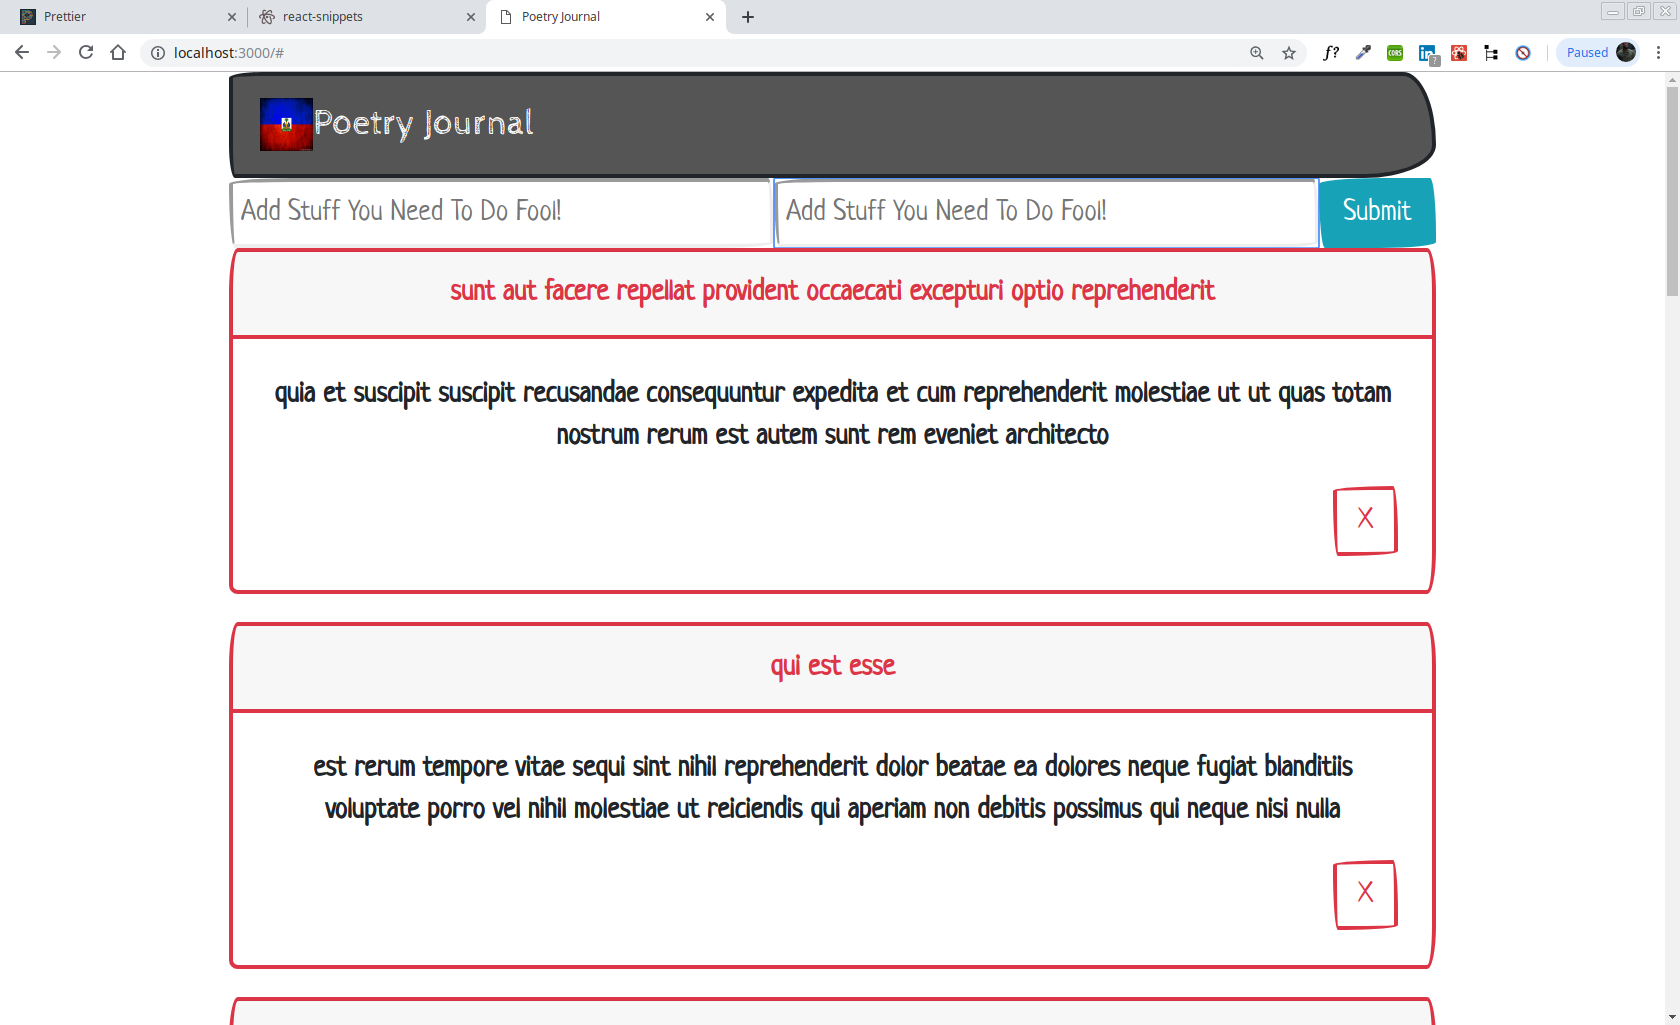 Prettier
react-snippets
Poetry Journal
localhost:3000/#
f?
CORS
in
?
Paused
Poetry Journal
Add Stuff You Need To Do Fool!
Add Stuff You Need To Do Fool!
Submit
sunt aut facere repellat provident occaecati excepturi optio reprehenderit
quia et suscipit suscipit recusandae consequuntur expedita et cum reprehenderit molestiae ut ut quas totam
nostrum rerum est autem sunt rem eveniet architecto
X
qui est esse
est rerum tempore vitae sequi sint nihil reprehenderit dolor beatae ea dolores neque fugiat blanditiis
voluptate porro vel nihil molestiae ut reiciendis qui aperiam non debitis possimus qui neque nisi nulla
X